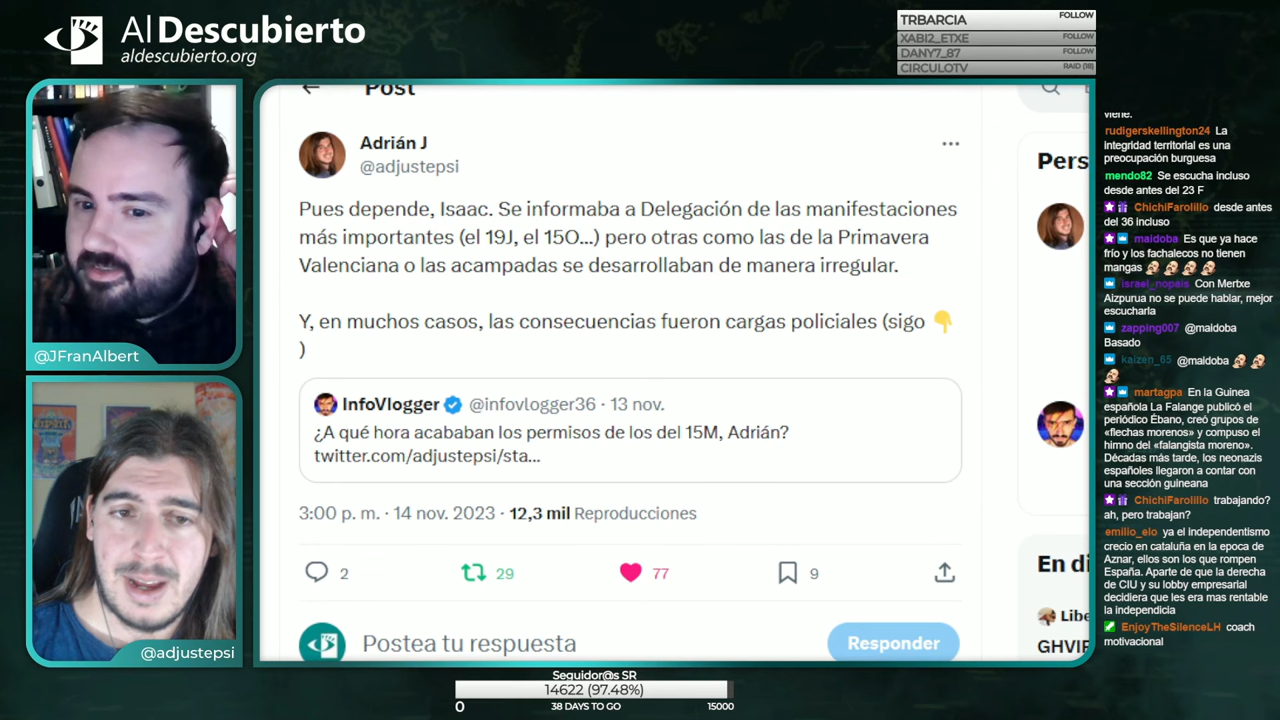 Al Descubierto
aldescubierto.org
TRBARCIA FOLLOW
XABI2_ETXE FOLLOW
DANY7_87 FOLLOW
CIRCULOTV RAID (18)
@JFranAlbert
@adjustepsi
Post
Adrián J
@adjustepsi
Pues depende, Isaac. Se informaba a Delegación de las manifestaciones
más importantes (el 19J, el 15O...) pero otras como las de la Primavera
Valenciana o las acampadas se desarrollaban de manera irregular.
Y, en muchos casos, las consecuencias fueron cargas policiales (sigo 👇
)
InfoVlogger @infovlogger36 · 13 nov.
¿A qué hora acababan los permisos de los del 15M, Adrián?
twitter.com/adjustepsi/sta...
3:00 p. m. · 14 nov. 2023 · 12,3 mil Reproducciones
2 29 77 9
Postea tu respuesta
Responder
Pers
En di
Libe
GHVIF
viene.
rudigerskellington24 La
integridad territorial es una
preocupación burguesa
mendo82 Se escucha incluso
desde antes del 23 F
ChichiFarolillo desde antes
del 36 incluso
maidoba Es que ya hace
frío y los fachalecos no tienen
mangas
israel_nopais Con Mertxe
Aizpurua no se puede hablar, mejor
escucharla
zapping007 @maidoba
Basado
kaizen_65 @maidoba
martagpa En la Guinea
española La Falange publicó el
periódico Ébano, creó grupos de
«flechas morenos» y compuso el
himno del «falangista moreno».
Décadas más tarde, los neonazis
españoles llegaron a contar con
una sección guineana
ChichiFarolillo trabajando?
ah, pero trabajan?
emilio_elo ya el independentismo
crecio en cataluña en la epoca de
Aznar, ellos son los que rompen
España. Aparte de que la derecha
de CIU y su lobby empresarial
decidiera que les era mas rentable
la independicia
EnjoyTheSilenceLH coach
motivacional
Seguidor@s SR
14622 (97.48%)
0 38 DAYS TO GO 15000